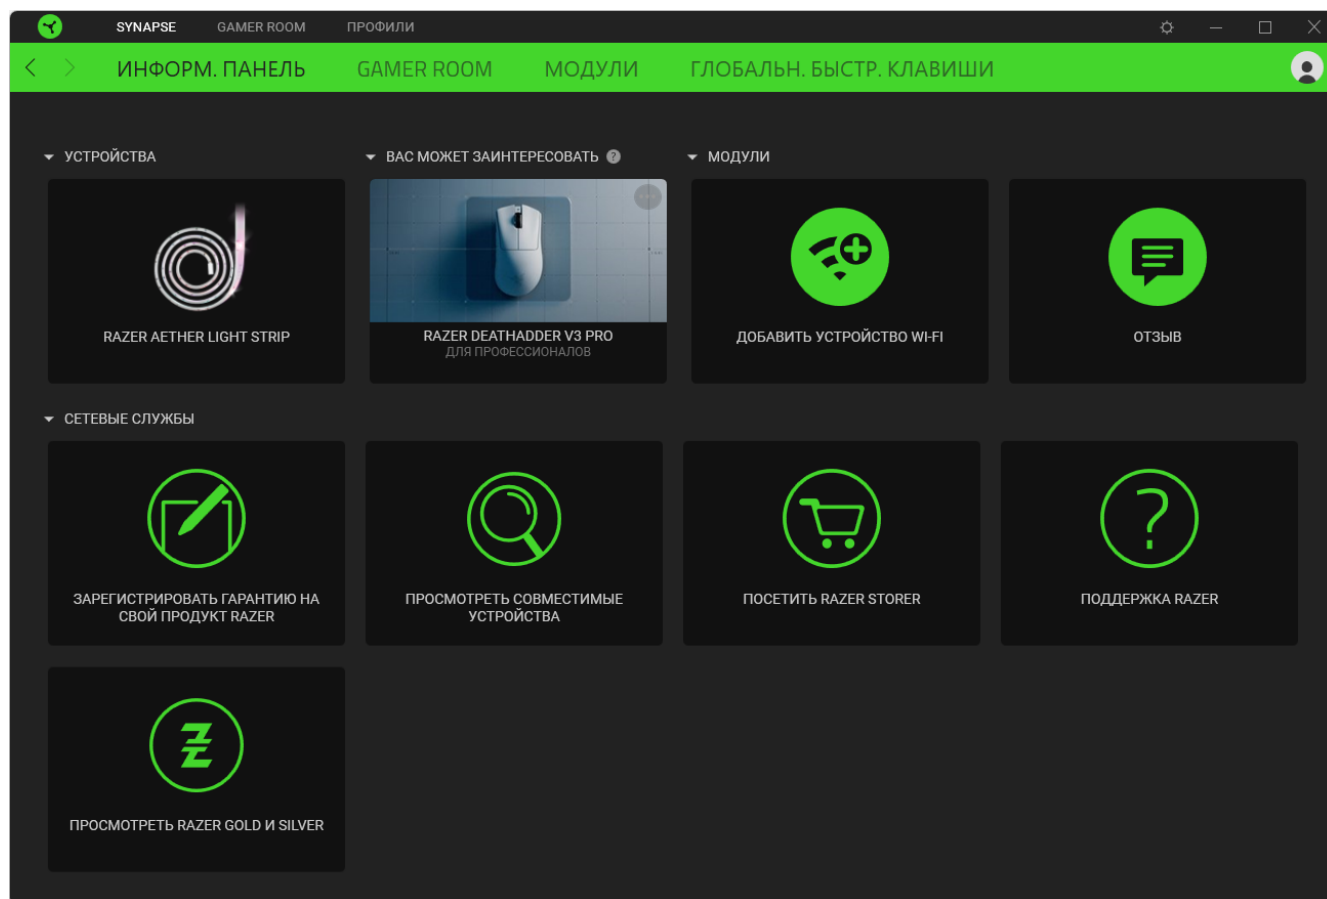 SYNAPSE GAMER ROOM ПРОФИЛИ
ИНФОРМ. ПАНЕЛЬ GAMER ROOM МОДУЛИ ГЛОБАЛЬН. БЫСТР. КЛАВИШИ
УСТРОЙСТВА
RAZER AETHER LIGHT STRIP
ВАС МОЖЕТ ЗАИНТЕРЕСОВАТЬ ?
RAZER DEATHADDER V3 PRO
ДЛЯ ПРОФЕССИОНАЛОВ
МОДУЛИ
ДОБАВИТЬ УСТРОЙСТВО WI-FI
ОТЗЫВ
СЕТЕВЫЕ СЛУЖБЫ
ЗАРЕГИСТРИРОВАТЬ ГАРАНТИЮ НА
СВОЙ ПРОДУКТ RAZER
ПРОСМОТРЕТЬ СОВМЕСТИМЫЕ
УСТРОЙСТВА
ПОСЕТИТЬ RAZER STORER
ПОДДЕРЖКА RAZER
ПРОСМОТРЕТЬ RAZER GOLD И SILVER